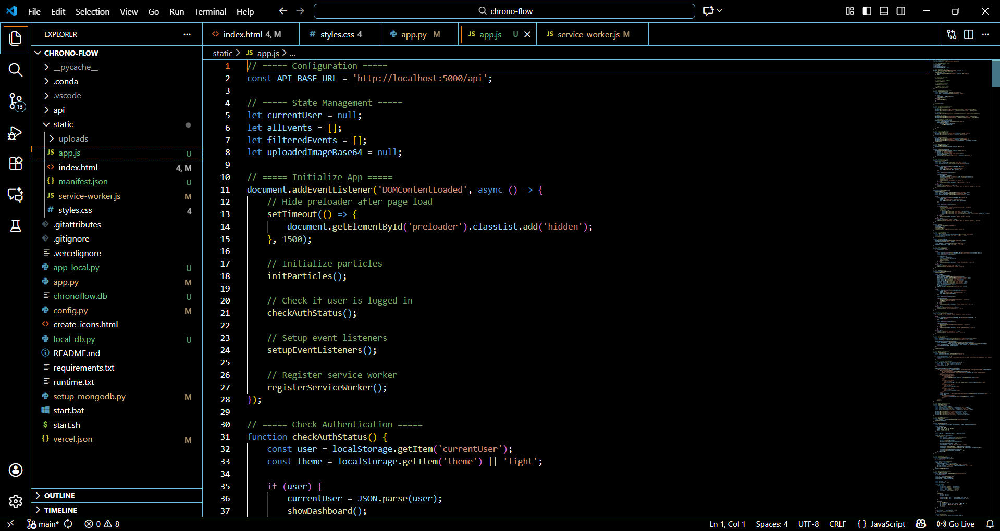 File Edit Selection View Go Run Terminal Help
chrono-flow
EXPLORER
CHRONO-FLOW
__pycache__
.conda
.vscode
api
static
uploads
JS app.js U
<> index.html 4, M
{} manifest.json U
JS service-worker.js M
# styles.css 4
.gitattributes
.gitignore
.vercelignore
app_local.py U
app.py M
chronoflow.db U
config.py M
<> create_icons.html
local_db.py U
README.md
requirements.txt
runtime.txt
setup_mongodb.py M
start.bat
$ start.sh
{} vercel.json M
OUTLINE
TIMELINE
13
<> index.html 4, M
# styles.css 4
app.py M
JS app.js U
JS service-worker.js M
static > JS app.js > ...
1 // ===== Configuration =====
2 const API_BASE_URL = 'http://localhost:5000/api';
3
4 // ===== State Management =====
5 let currentUser = null;
6 let allEvents = [];
7 let filteredEvents = [];
8 let uploadedImageBase64 = null;
9
10 // ===== Initialize App =====
11 document.addEventListener('DOMContentLoaded', async () => {
12 // Hide preloader after page load
13 setTimeout(() => {
14 document.getElementById('preloader').classList.add('hidden');
15 }, 1500);
16
17 // Initialize particles
18 initParticles();
19
20 // Check if user is logged in
21 checkAuthStatus();
22
23 // Setup event listeners
24 setupEventListeners();
25
26 // Register service worker
27 registerServiceWorker();
28 });
29
30 // ===== Check Authentication =====
31 function checkAuthStatus() {
32 const user = localStorage.getItem('currentUser');
33 const theme = localStorage.getItem('theme') || 'light';
34
35 if (user) {
36 currentUser = JSON.parse(user);
37 showDashboard();
main* 0 8
Ln 1, Col 1 Spaces: 4 UTF-8 CRLF {} JavaScript Go Live